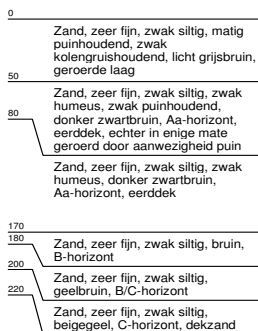 0
Zand, zeer fijn, zwak siltig, matig
puinhoudend, zwak
kolengruishoudend, licht grijsbruin,
geroerde laag
50
Zand, zeer fijn, zwak siltig, zwak
humeus, zwak puinhoudend,
donker zwartbruin, Aa-horizont,
eerddek, echter in enige mate
geroerd door aanwezigheid puin
80
Zand, zeer fijn, zwak siltig, zwak
humeus, donker zwartbruin,
Aa-horizont, eerddek
170
Zand, zeer fijn, zwak siltig, bruin,
B-horizont
180
Zand, zeer fijn, zwak siltig,
geelbruin, B/C-horizont
200
Zand, zeer fijn, zwak siltig,
beigegeel, C-horizont, dekzand
220